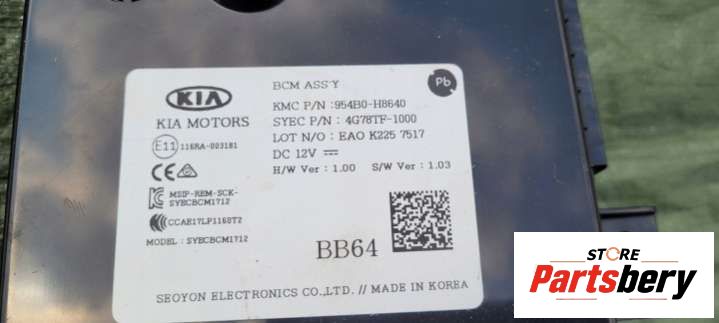 KIA
KIA MOTORS
E11 116RA-003181
CE
MSIP-REM-SCK-
SYECBCM1712
CCAE17LP1160T2
MODEL : SYECBCM1712
BCM ASS'Y
Pb
KMC P/N : 954B0-H8640
SYEC P/N : 4G78TF-1000
LOT N/O : EAO K225 7517
DC 12V
H/W Ver : 1.00 S/W Ver : 1.03
BB64
SEOYON ELECTRONICS CO.,LTD. // MADE IN KOREA
STORE
Partsbery